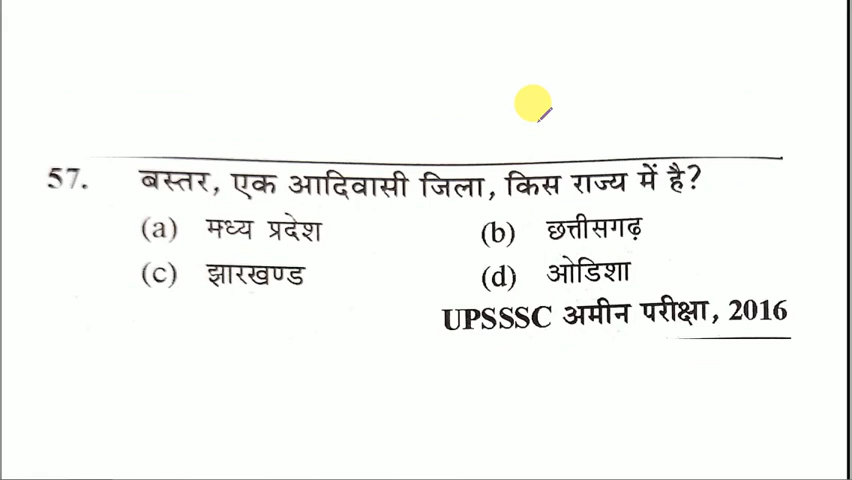 57. बस्तर, एक आदिवासी जिला, किस राज्य में है?
(a) मध्य प्रदेश (b) छत्तीसगढ़
(c) झारखण्ड (d) ओडिशा
UPSSSC अमीन परीक्षा, 2016